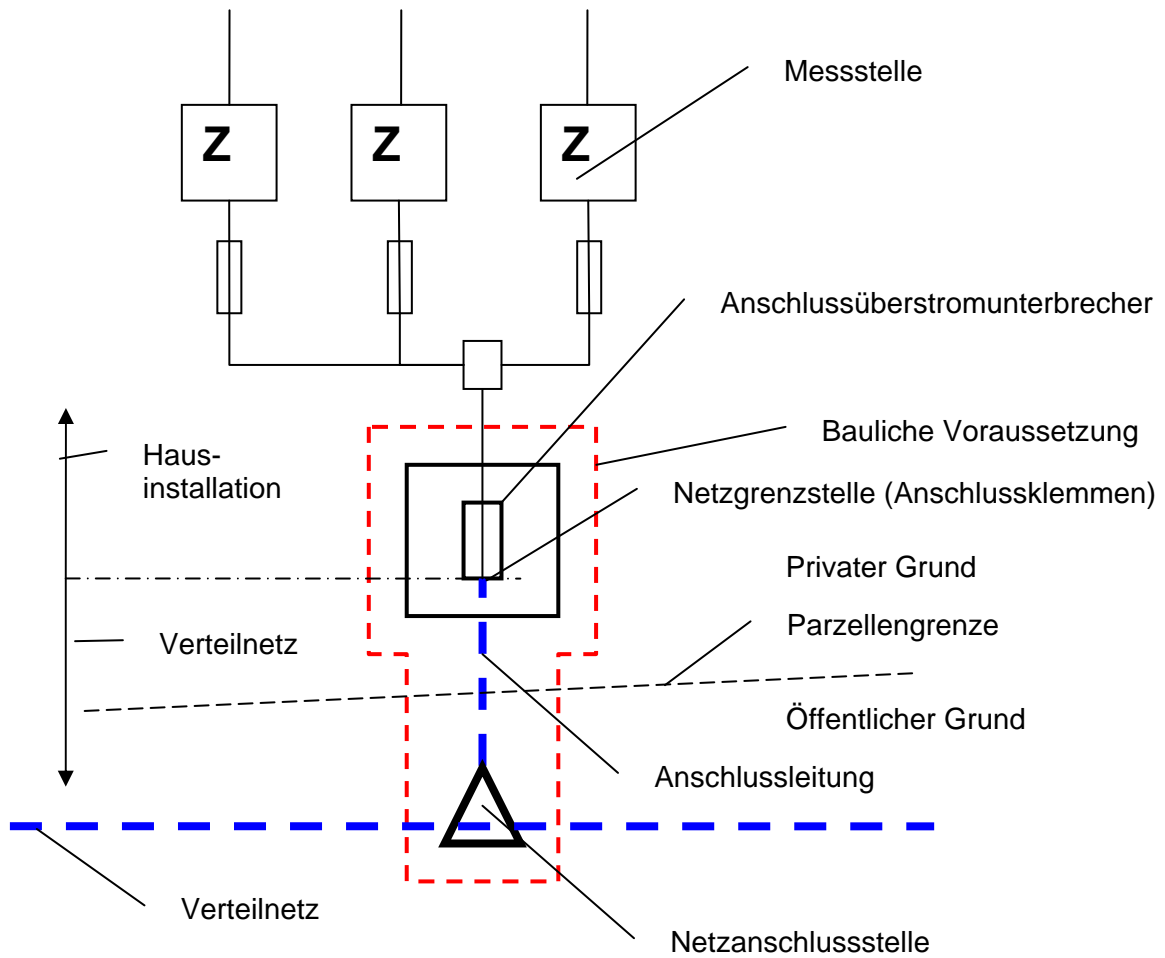 Messstelle
Z
Z
Z
Anschlussüberstromunterbrecher
Bauliche Voraussetzung
Haus-
installation
Netzgrenzstelle (Anschlussklemmen)
Privater Grund
Parzellengrenze
Verteilnetz
Öffentlicher Grund
Anschlussleitung
Verteilnetz
Netzanschlussstelle